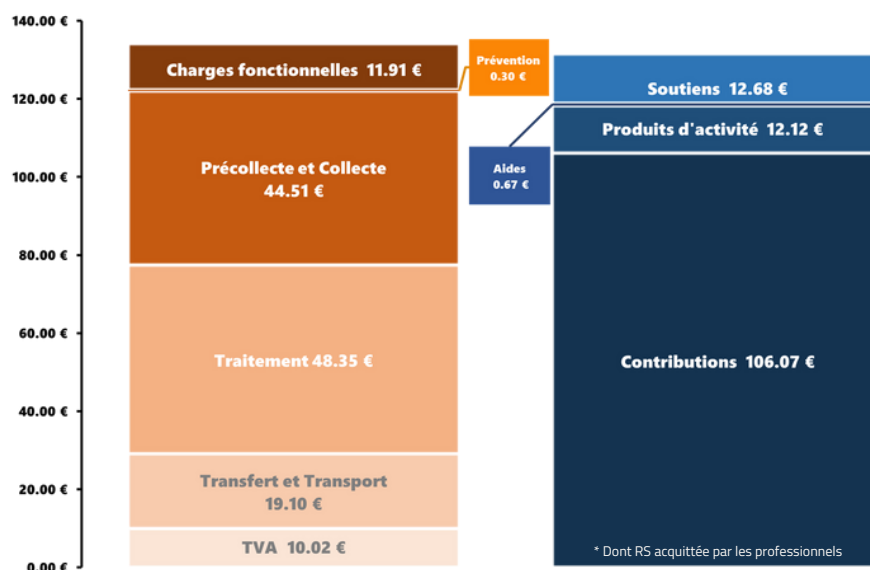 140.00 €
120.00 €
100.00 €
80.00 €
60.00 €
40.00 €
20.00 €
0.00 €
Charges fonctionnelles 11.91 €
Précollecte et Collecte
44.51 €
Traitement 48.35 €
Transfert et Transport
19.10 €
TVA 10.02 €
Prévention
0.30 €
Aides
0.67 €
Soutiens 12.68 €
Produits d'activité 12.12 €
Contributions 106.07 €
* Dont RS acquittée par les professionnels